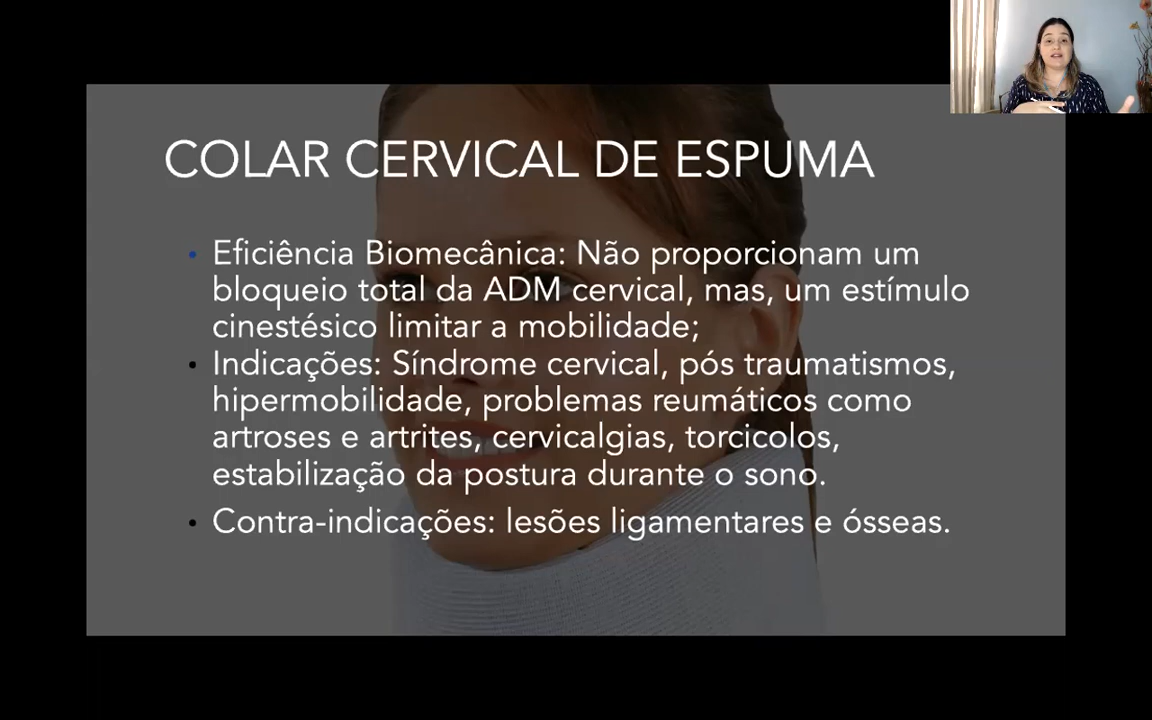 COLAR CERVICAL DE ESPUMA
• Eficiência Biomecânica: Não proporcionam um
bloqueio total da ADM cervical, mas, um estímulo
cinestésico limitar a mobilidade;
• Indicações: Síndrome cervical, pós traumatismos,
hipermobilidade, problemas reumáticos como
artroses e artrites, cervicalgias, torcicolos,
estabilização da postura durante o sono.
• Contra-indicações: lesões ligamentares e ósseas.